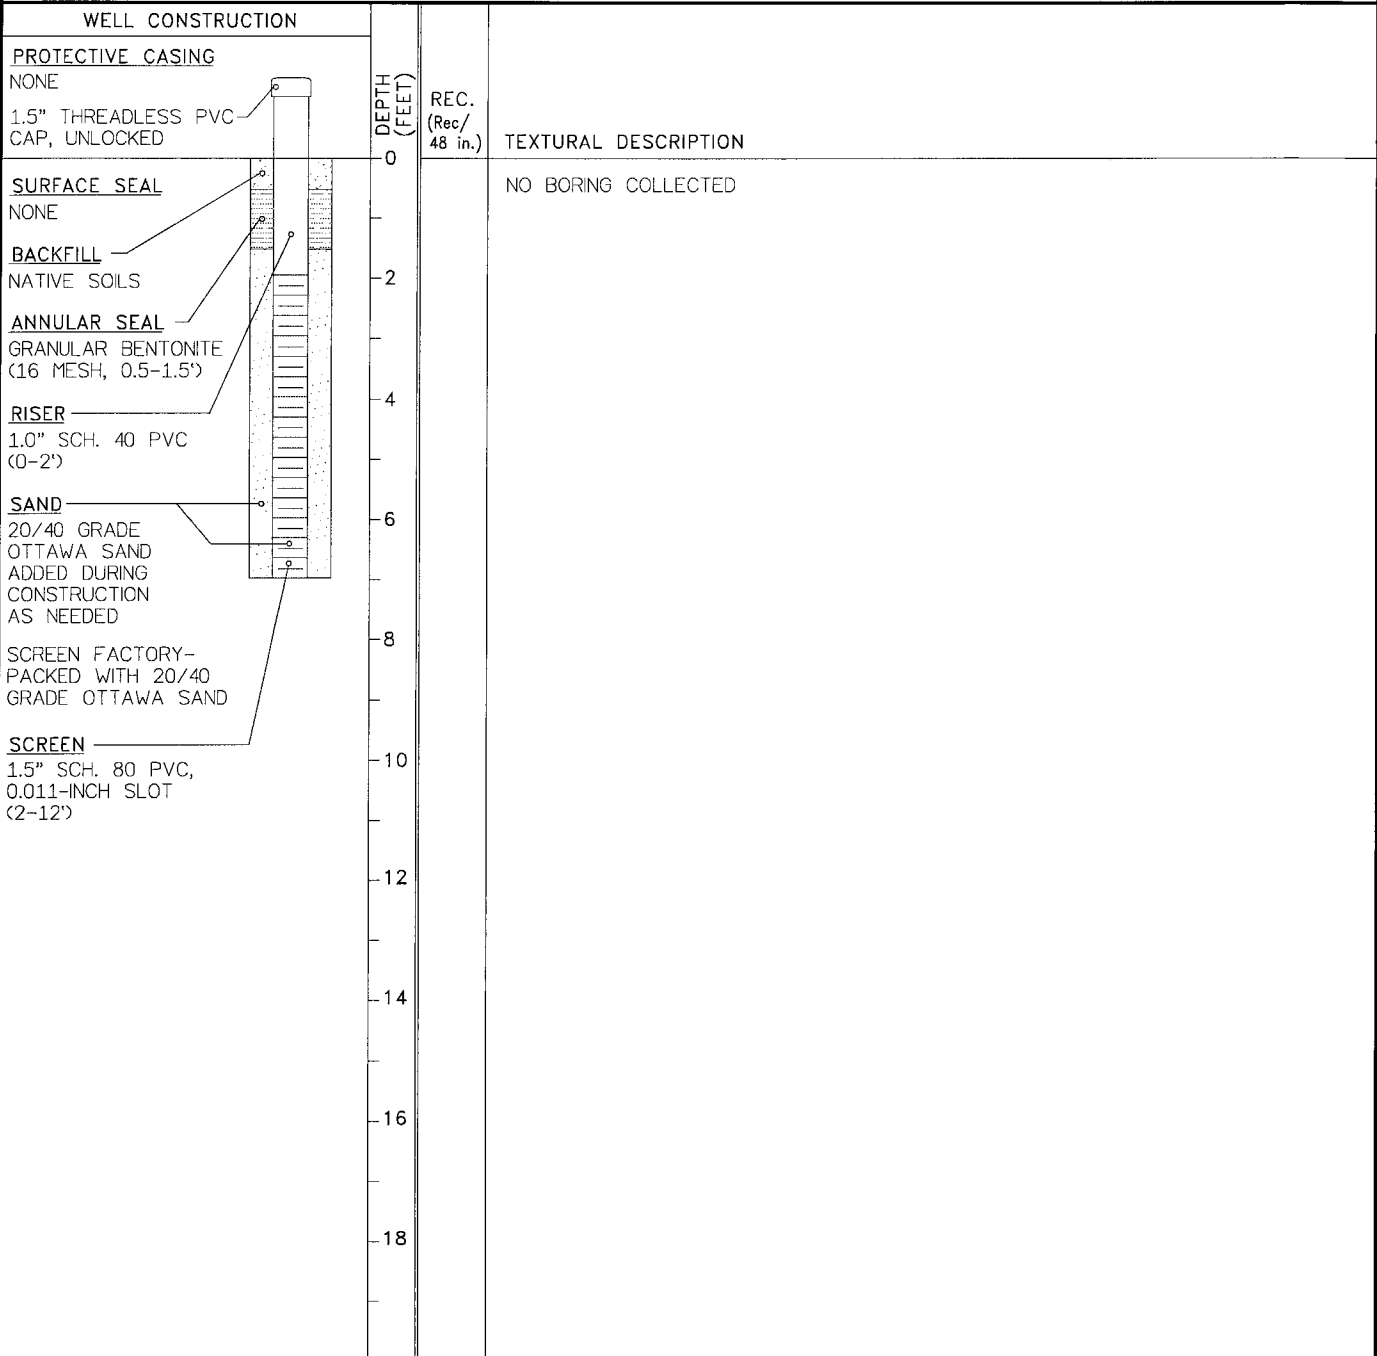 WELL CONSTRUCTION
PROTECTIVE CASING
NONE
1.5" THREADLESS PVC
CAP, UNLOCKED
SURFACE SEAL
NONE
BACKFILL
NATIVE SOILS
ANNULAR SEAL
GRANULAR BENTONITE
(16 MESH, 0.5-1.5')
RISER
1.0" SCH. 40 PVC
(0-2')
SAND
20/40 GRADE
OTTAWA SAND
ADDED DURING
CONSTRUCTION
AS NEEDED
SCREEN FACTORY-
PACKED WITH 20/40
GRADE OTTAWA SAND
SCREEN
1.5" SCH. 80 PVC,
0.011-INCH SLOT
(2-12')
DEPTH
(FEET)
0
2
4
6
8
10
12
14
16
18
REC.
(Rec/
48 in.)
TEXTURAL DESCRIPTION
NO BORING COLLECTED